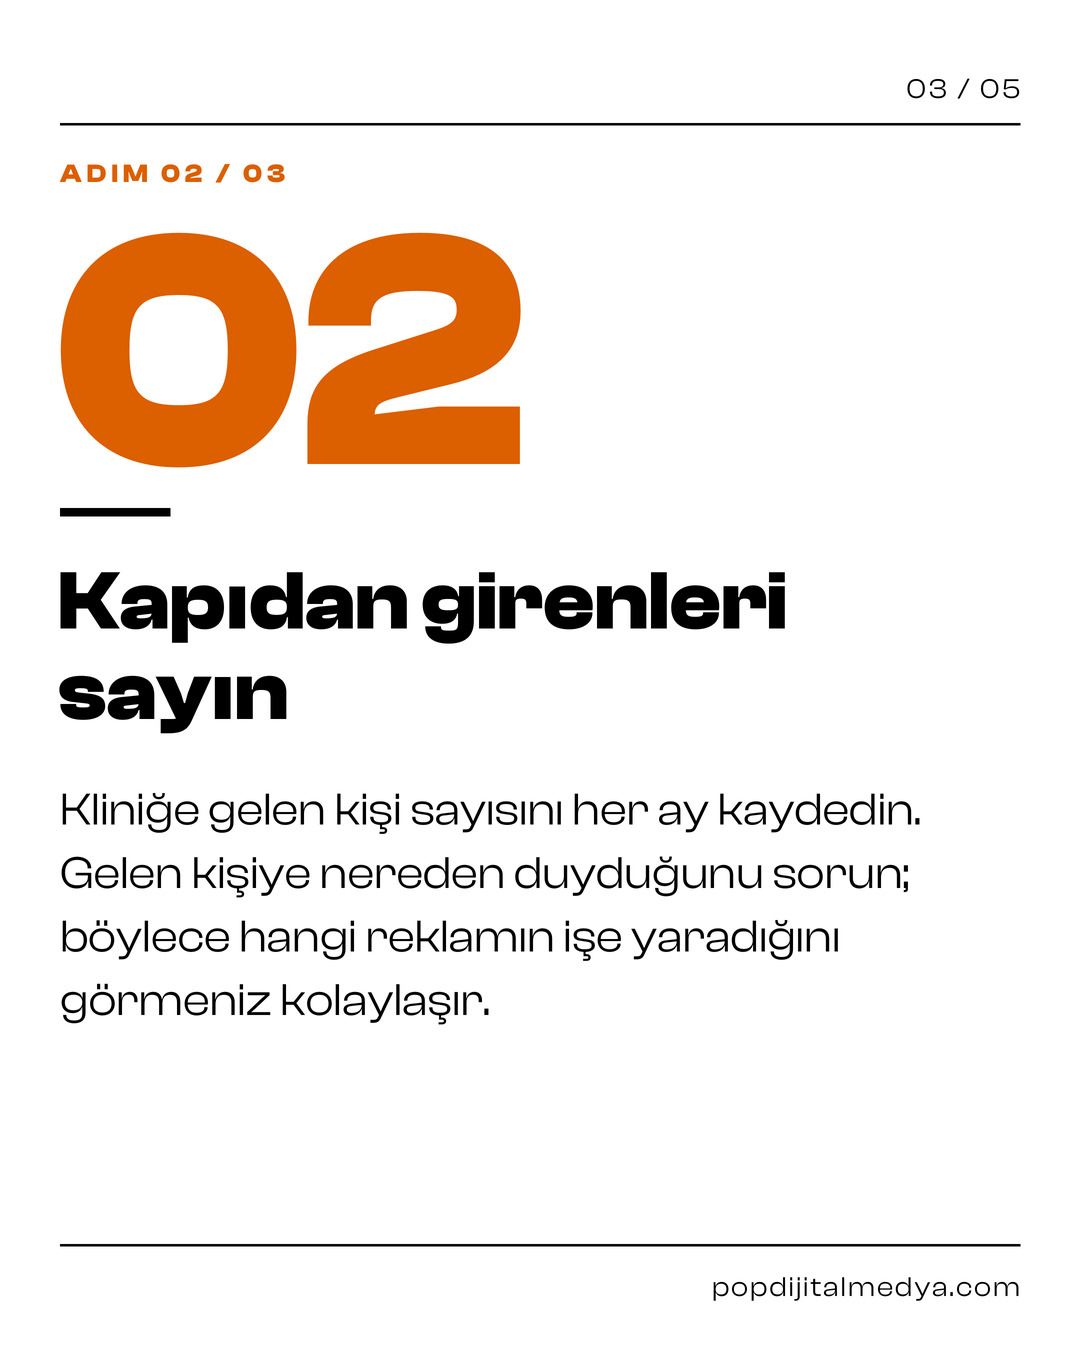 03 / 05
ADIM 02 / 03
02
Kapıdan girenleri
sayın
Kliniğe gelen kişi sayısını her ay kaydedin.
Gelen kişiye nereden duyduğunu sorun;
böylece hangi reklamın işe yaradığını
görmeniz kolaylaşır.
popdijitalmedya.com